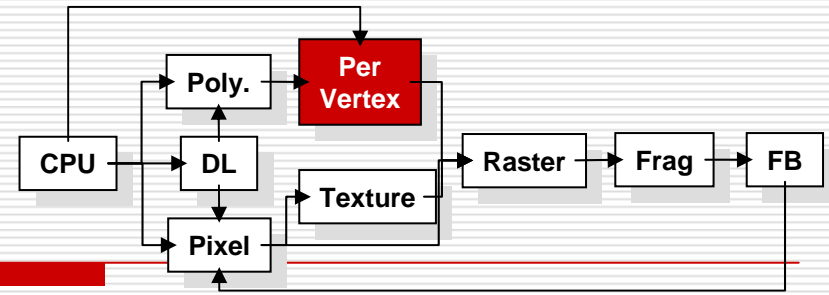 Per
Vertex
Poly.
CPU
DL
Raster
Frag
FB
Texture
Pixel